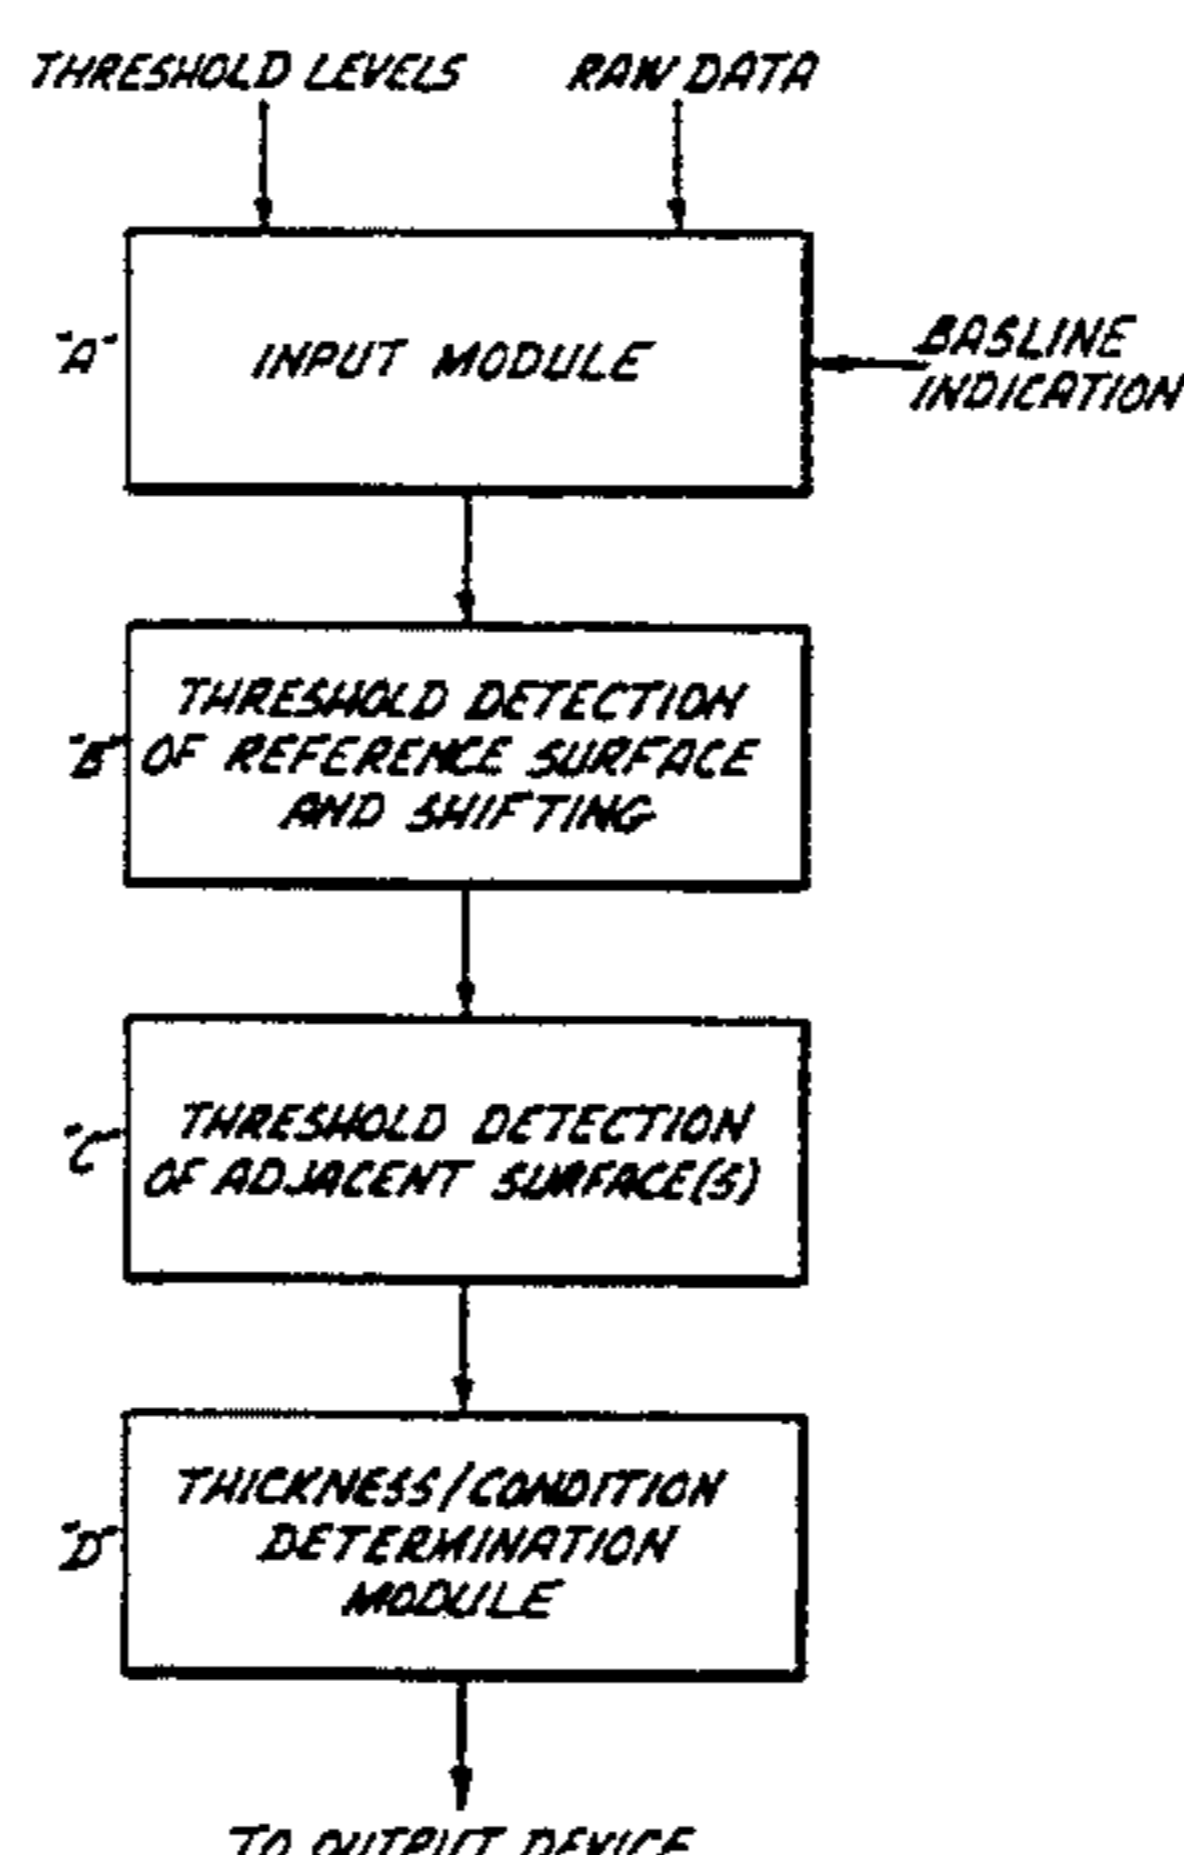 THRESHOLD LEVELS
RAW DATA
"A"
INPUT MODULE
BASLINE
INDICATION
THRESHOLD DETECTION
"B" OF REFERENCE SURFACE
AND SHIFTING
THRESHOLD DETECTION
"C"
OF ADJACENT SURFACE(S)
THICKNESS/CONDITION
"D"
DETERMINATION
MODULE
TO OUTPUT DEVICE